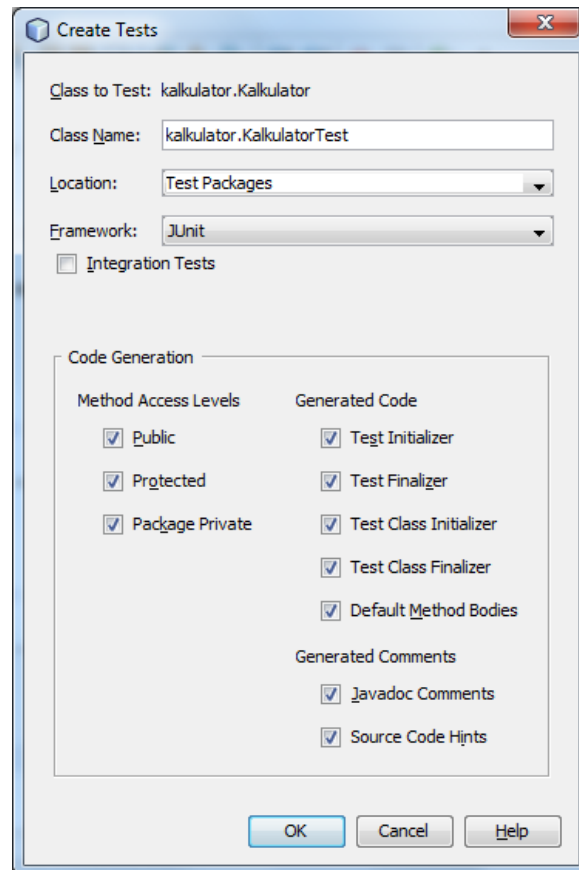 Create Tests
Class to Test: kalkulator.Kalkulator
Class Name: kalkulator.KalkulatorTest
Location: Test Packages
Framework: JUnit
Integration Tests
Code Generation
Method Access Levels
Public
Protected
Package Private
Generated Code
Test Initializer
Test Finalizer
Test Class Initializer
Test Class Finalizer
Default Method Bodies
Generated Comments
Javadoc Comments
Source Code Hints
OK Cancel Help